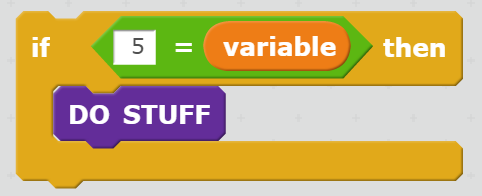 if 5 = variable then
DO STUFF